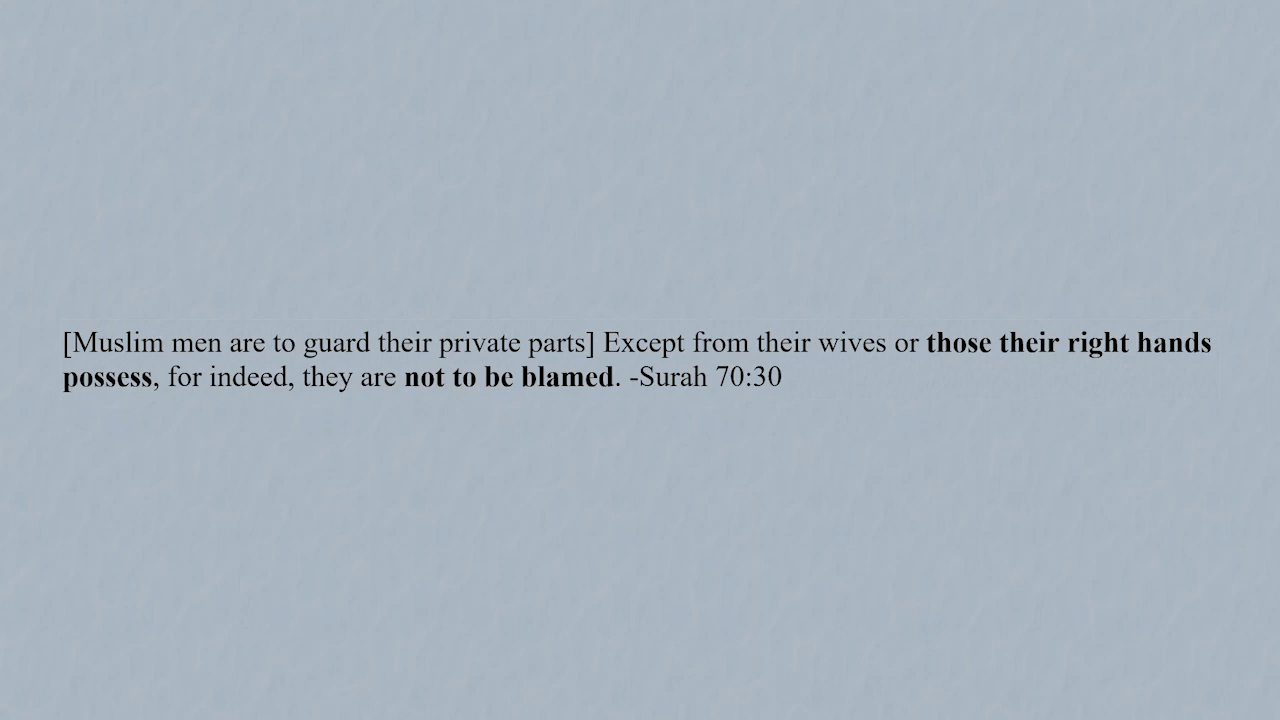 [Muslim men are to guard their private parts] Except from their wives or those their right hands
possess, for indeed, they are not to be blamed. -Surah 70:30